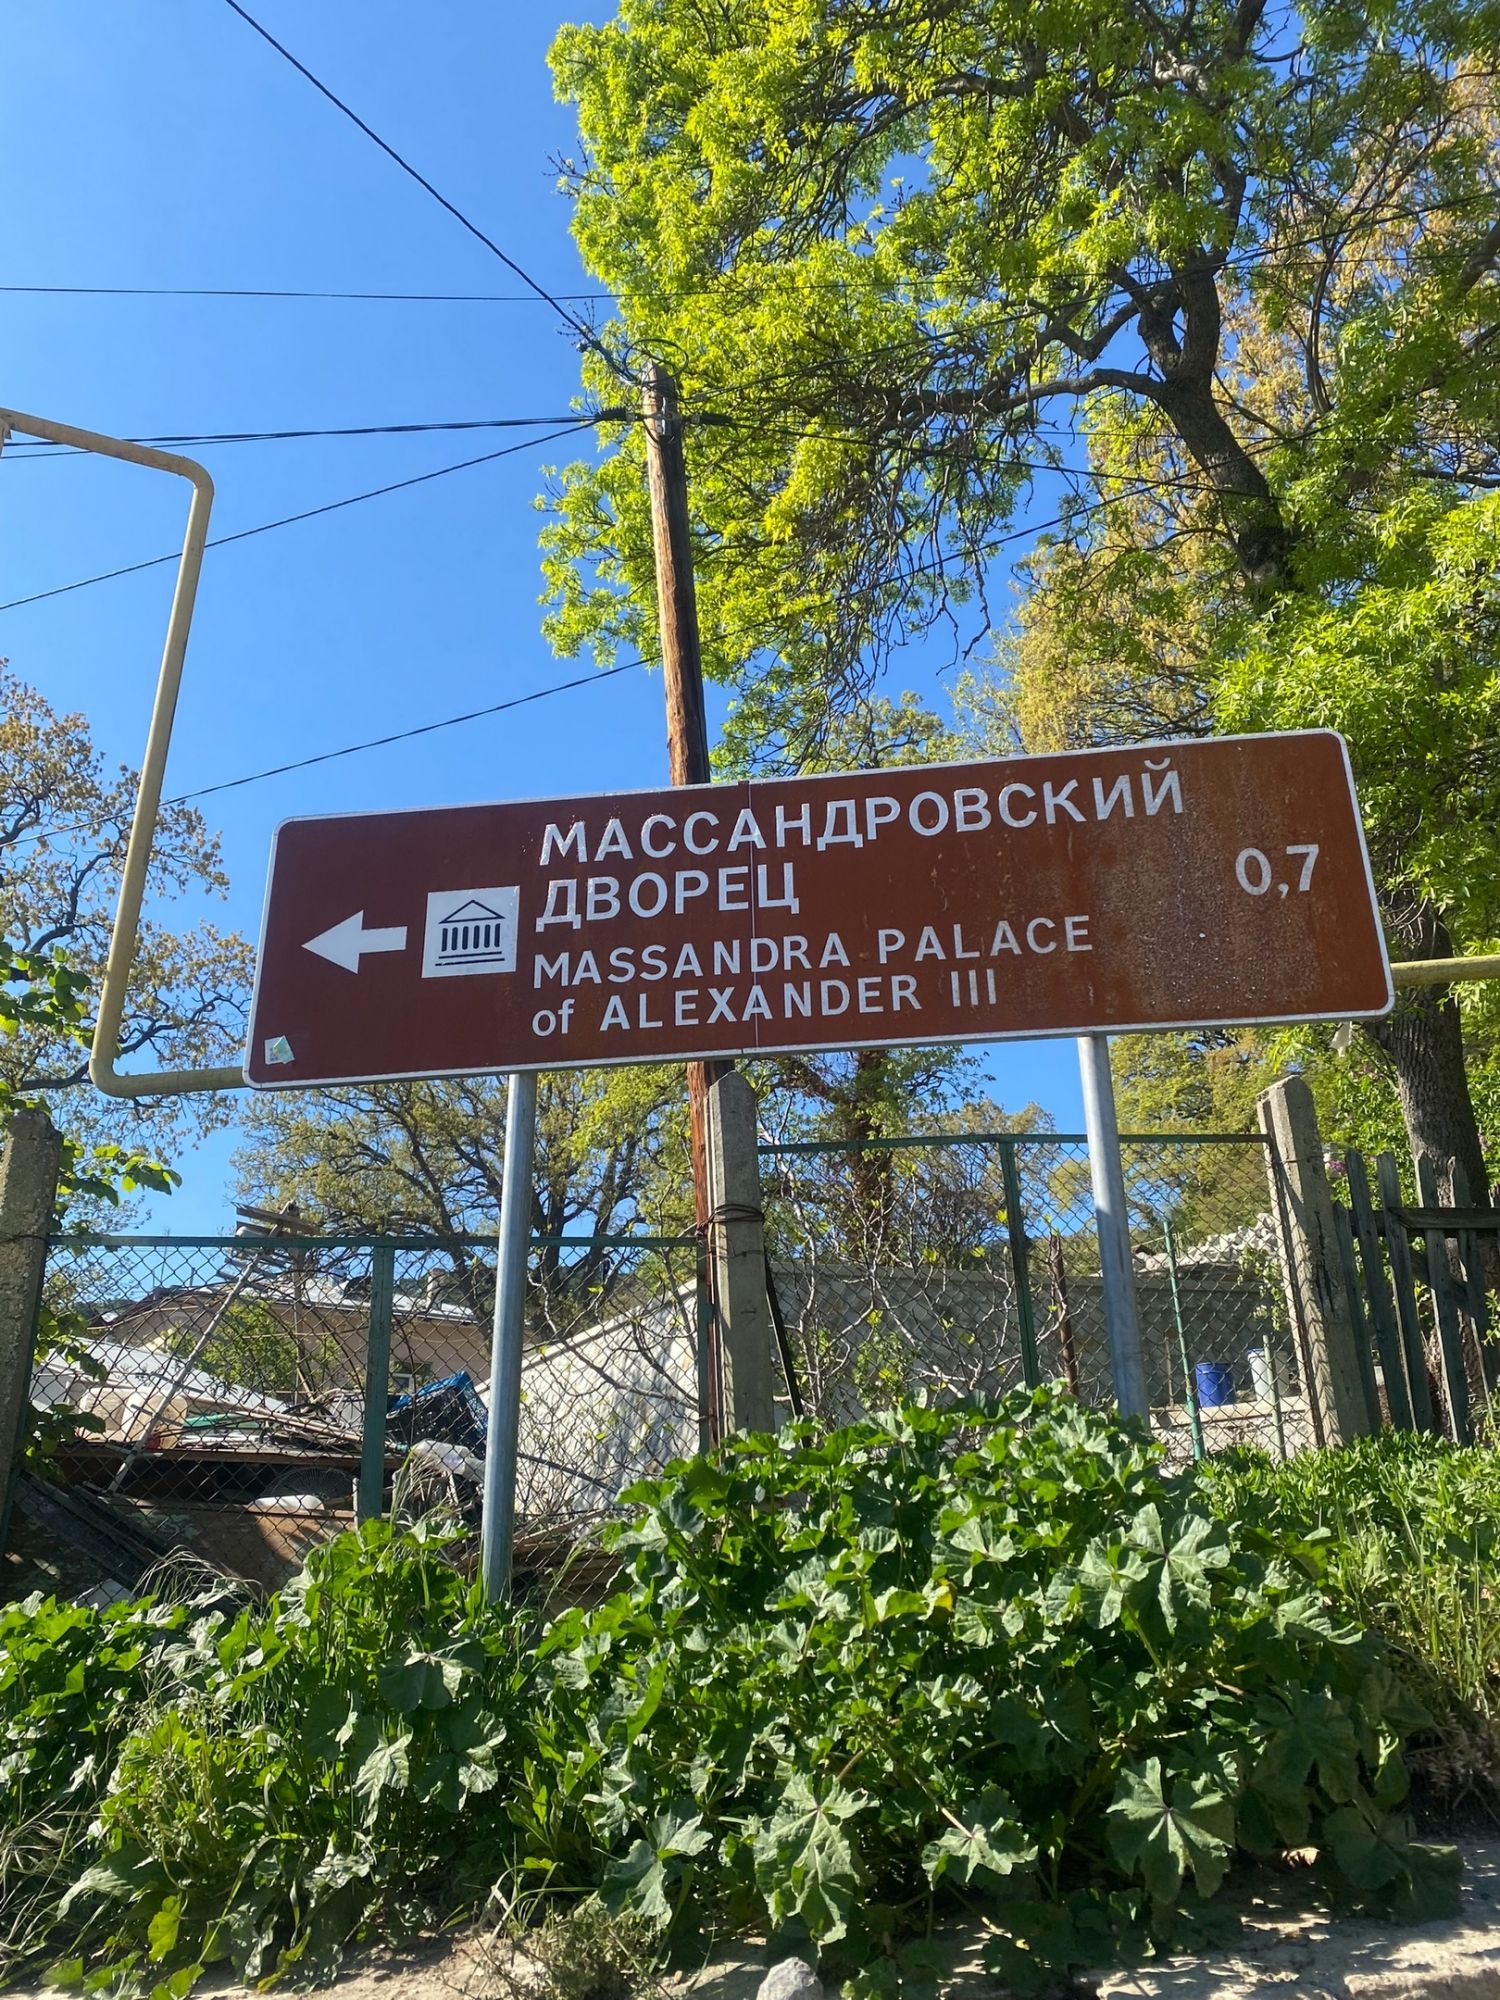 МАССАНДРОВСКИЙ
ДВОРЕЦ
0,7
MASSANDRA PALACE
of ALEXANDER III